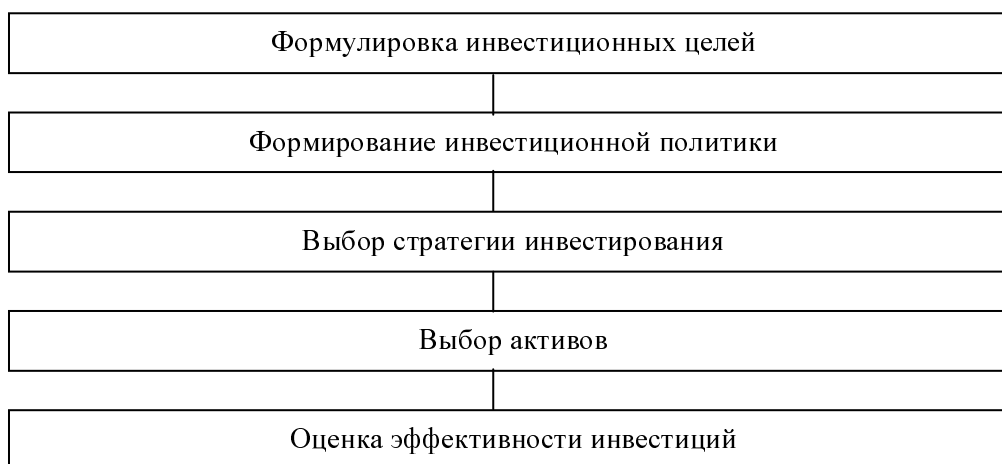 Формулировка инвестиционных целей
Формирование инвестиционной политики
Выбор стратегии инвестирования
Выбор активов
Оценка эффективности инвестиций